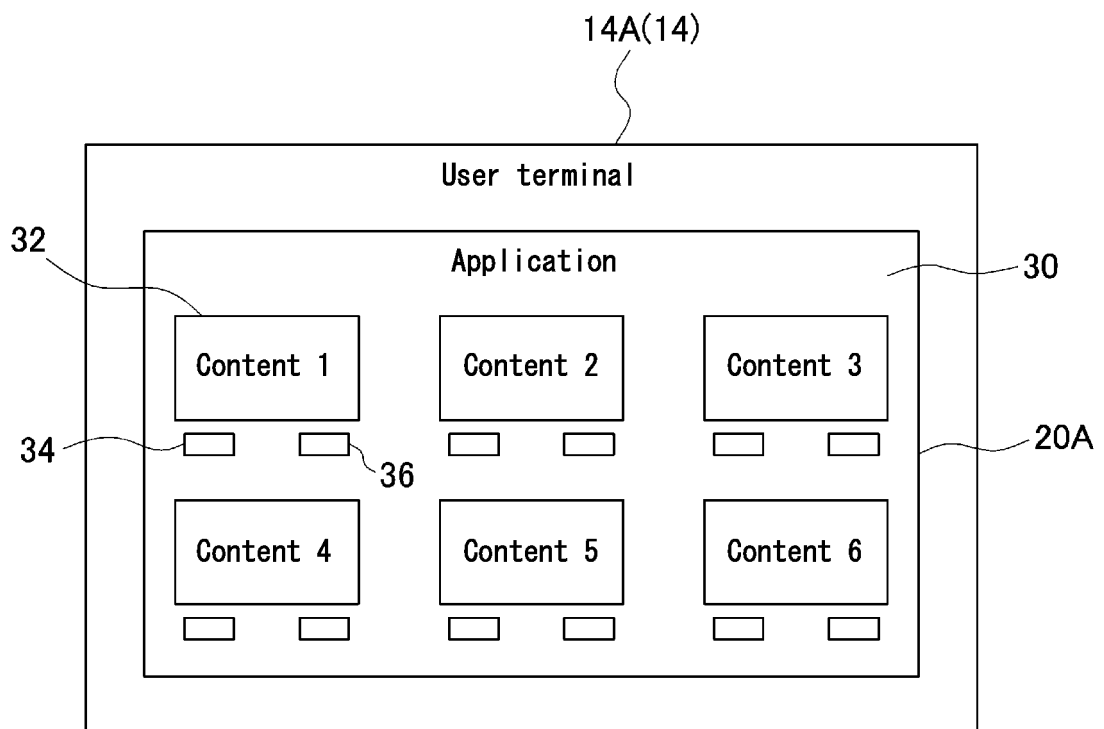 14A(14)
User terminal
32
Application
30
Content 1
Content 2
Content 3
34
36
20A
Content 4
Content 5
Content 6